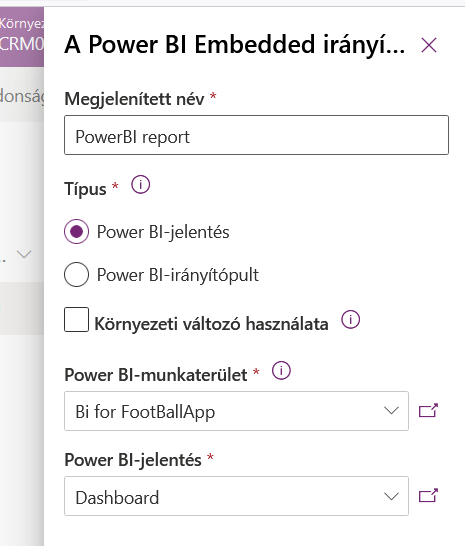 Környez
CRM0
donság
A Power BI Embedded irányí...
Megjelenített név *
PowerBI report
Típus *
Power BI-jelentés
Power BI-irányítópult
Környezeti változó használata
Power BI-munkaterület *
Bi for FootBallApp
Power BI-jelentés *
Dashboard